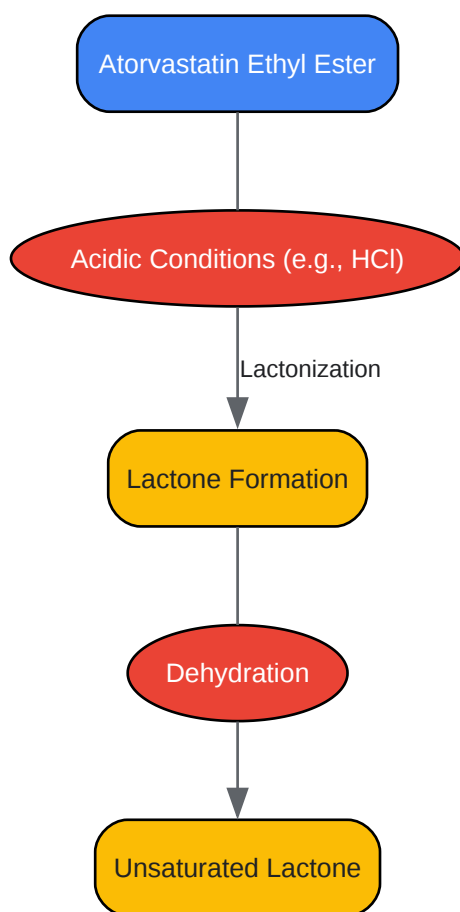 Atorvastatin Ethyl Ester
Acidic Conditions (e.g., HCl)
Lactonization
Lactone Formation
Dehydration
Unsaturated Lactone